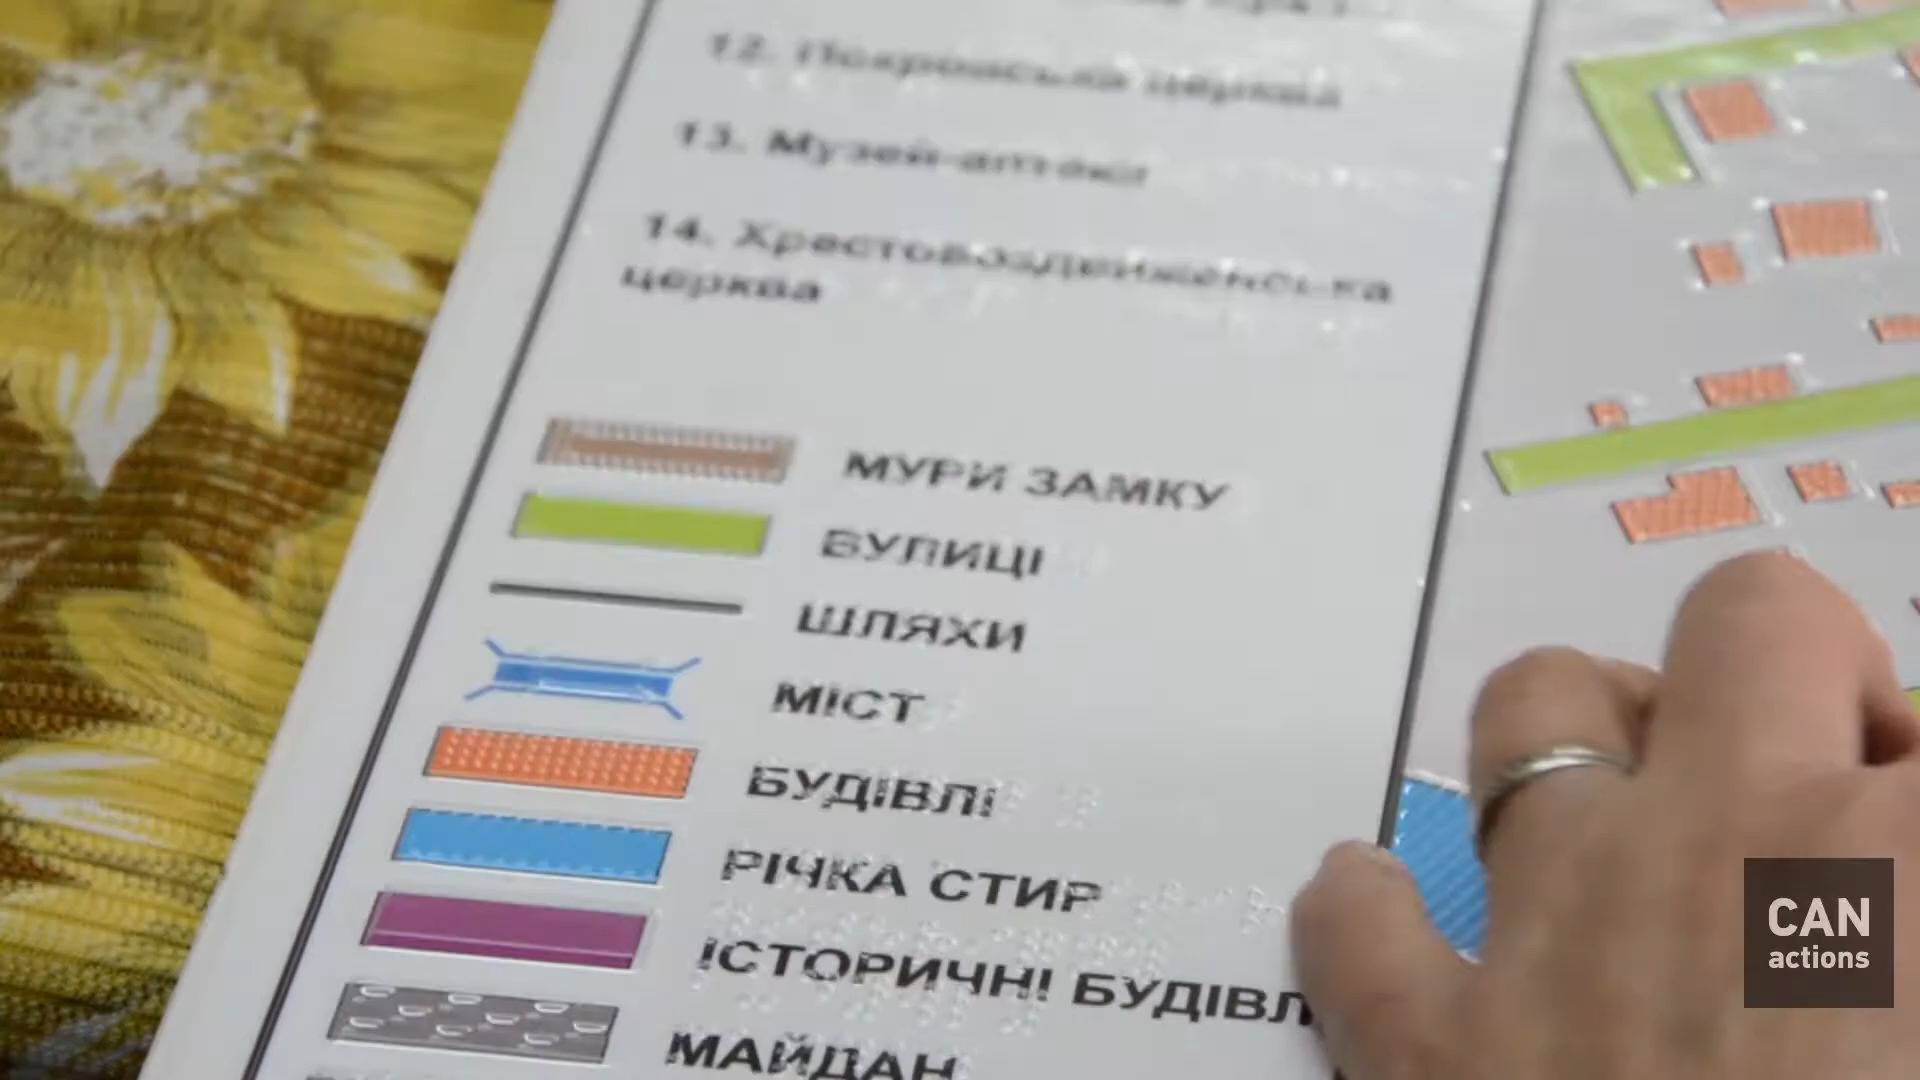 12. Покровська церква
13. Музей-аптека
14. Хрестовоздвиженська
церква
МУРИ ЗАМКУ
ВУЛИЦІ
ШЛЯХИ
МІСТ
БУДІВЛІ
РІЧКА СТИР
ІСТОРИЧНІ БУДІВЛ
МАЙДАН
CAN
actions